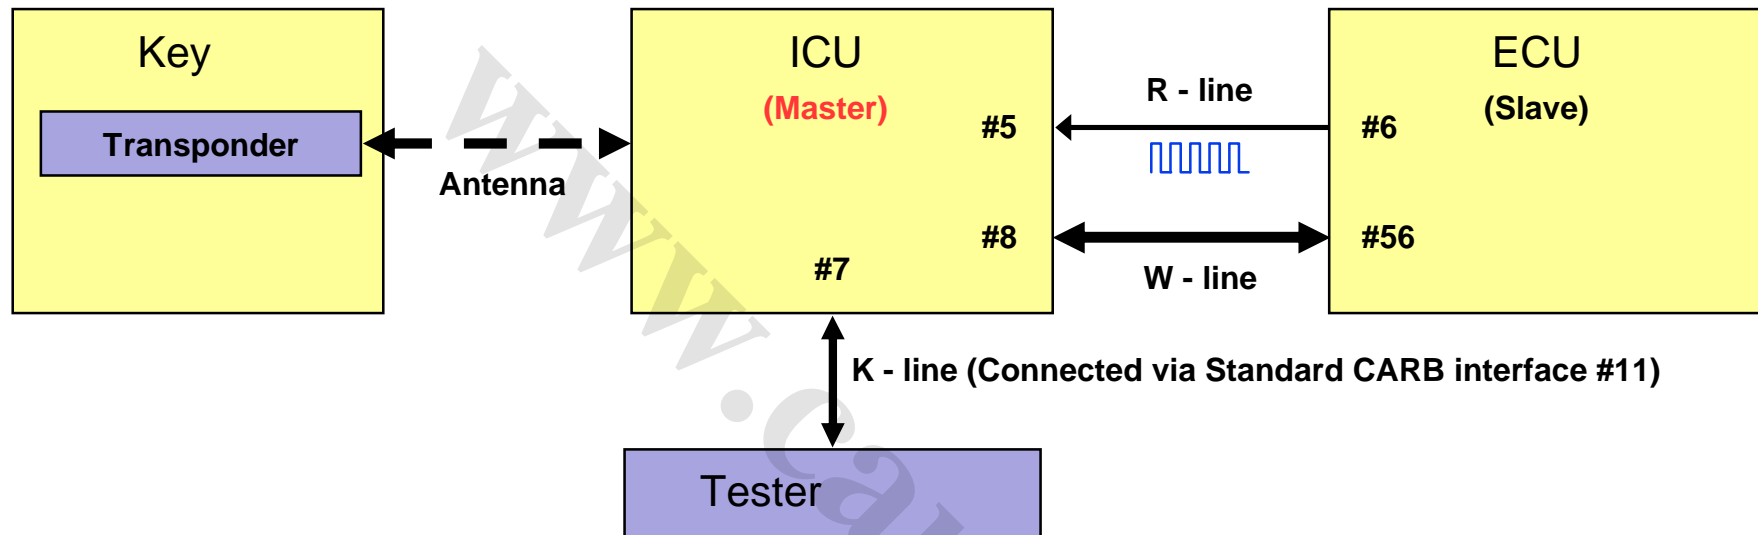 Key
Transponder
Antenna
ICU
(Master)
#5
#8
#7
R - line
W - line
ECU
(Slave)
#6
#56
K - line (Connected via Standard CARB interface #11)
Tester
www.ca